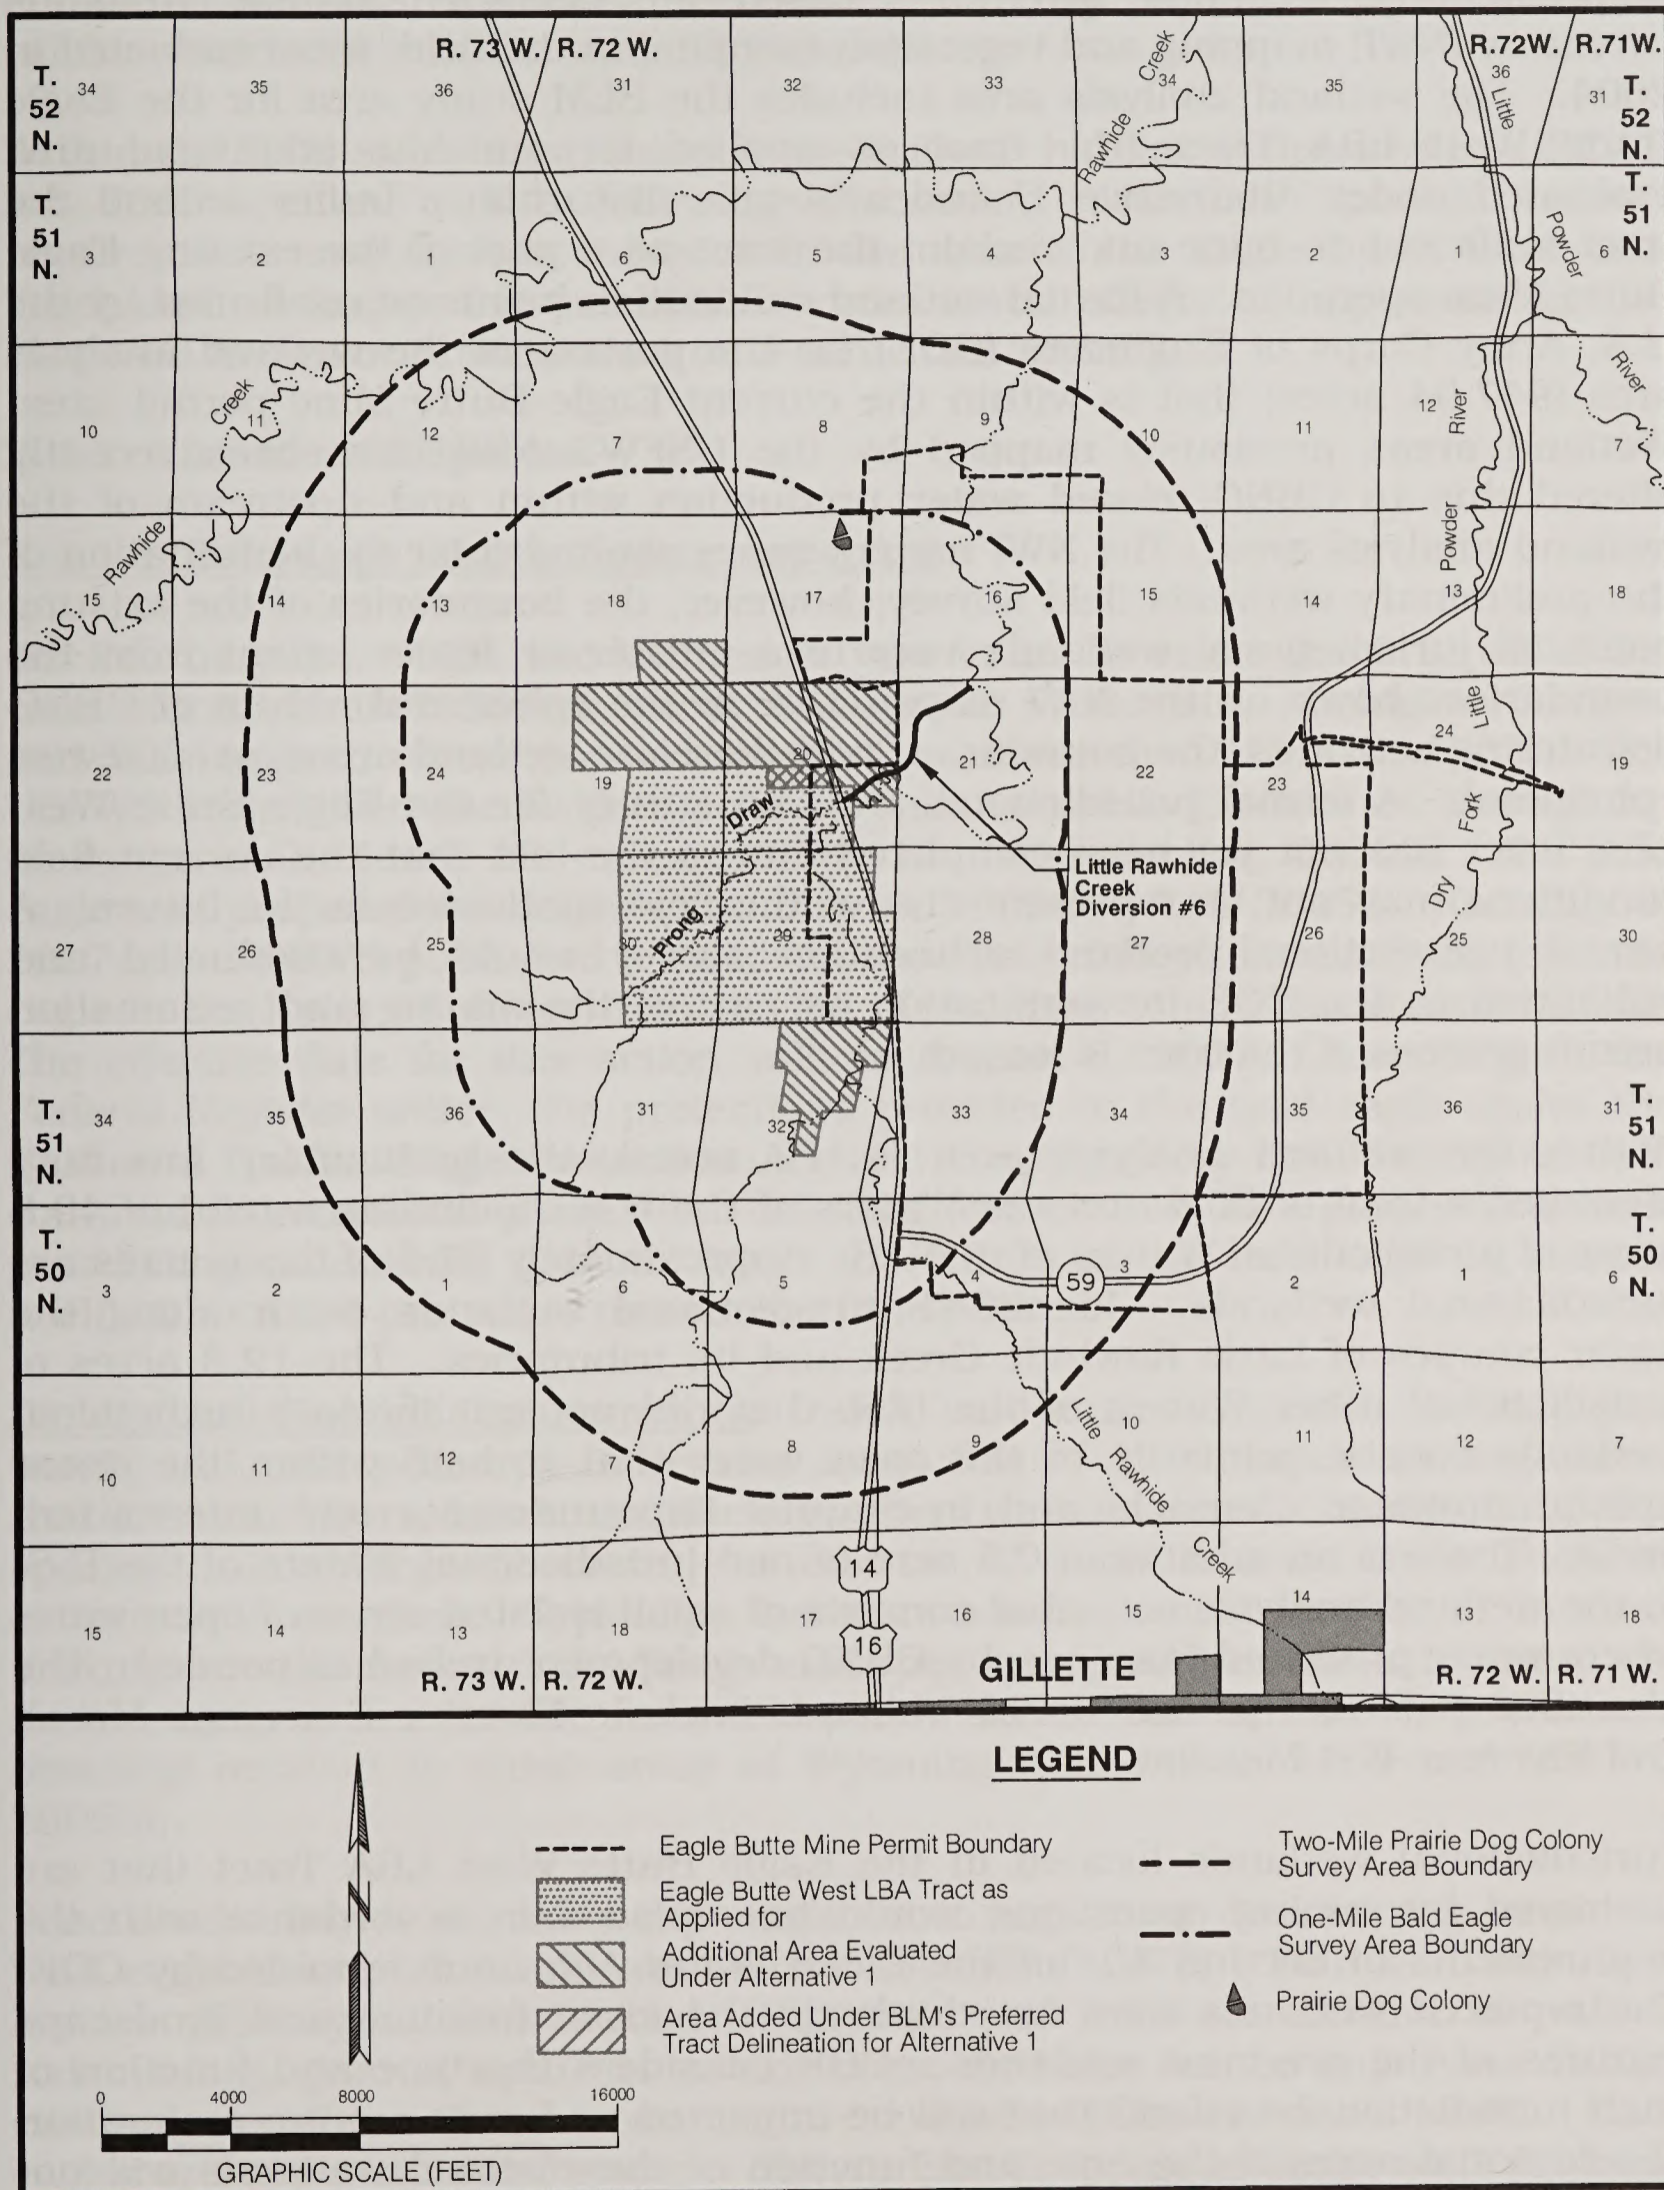 R. 73 W. R. 72 W.
R.72W. R.71W.
T.
52
N.
34 35 36 31 32 33 34 35 36 31
T.
52
N.
Creek
Rawhide
Little
Powder
River
T.
51
N.
3 2 1 6 5 4 3 2 1 6
T.
51
N.
Creek
10 11 12 7 8 9 10 11 12 7
River
Powder
Rawhide
15 14 13 18 17 16 15 14 13 18
Little
22 23 24 19 20 21 22 23 24 19
Draw
Fork
Little Rawhide
Creek
Diversion #6
Dry
Prong
27 26 25 30 29 28 27 26 25 30
T.
51
N.
34 35 36 31 32 33 34 35 36 31
T.
51
N.
T.
50
N.
3 2 1 6 5 4 3 2 1 6
T.
50
N.
59
Little
Rawhide
Creek
10 11 12 7 8 9 10 11 12 7
14
16
15 14 13 18 17 16 15 14 13 18
GILLETTE
R. 73 W. R. 72 W.
R. 72 W. R. 71 W.
LEGEND
Eagle Butte Mine Permit Boundary
Eagle Butte West LBA Tract as
Applied for
Additional Area Evaluated
Under Alternative 1
Area Added Under BLM's Preferred
Tract Delineation for Alternative 1
Two-Mile Prairie Dog Colony
Survey Area Boundary
One-Mile Bald Eagle
Survey Area Boundary
Prairie Dog Colony
N
0 4000 8000 16000
GRAPHIC SCALE (FEET)